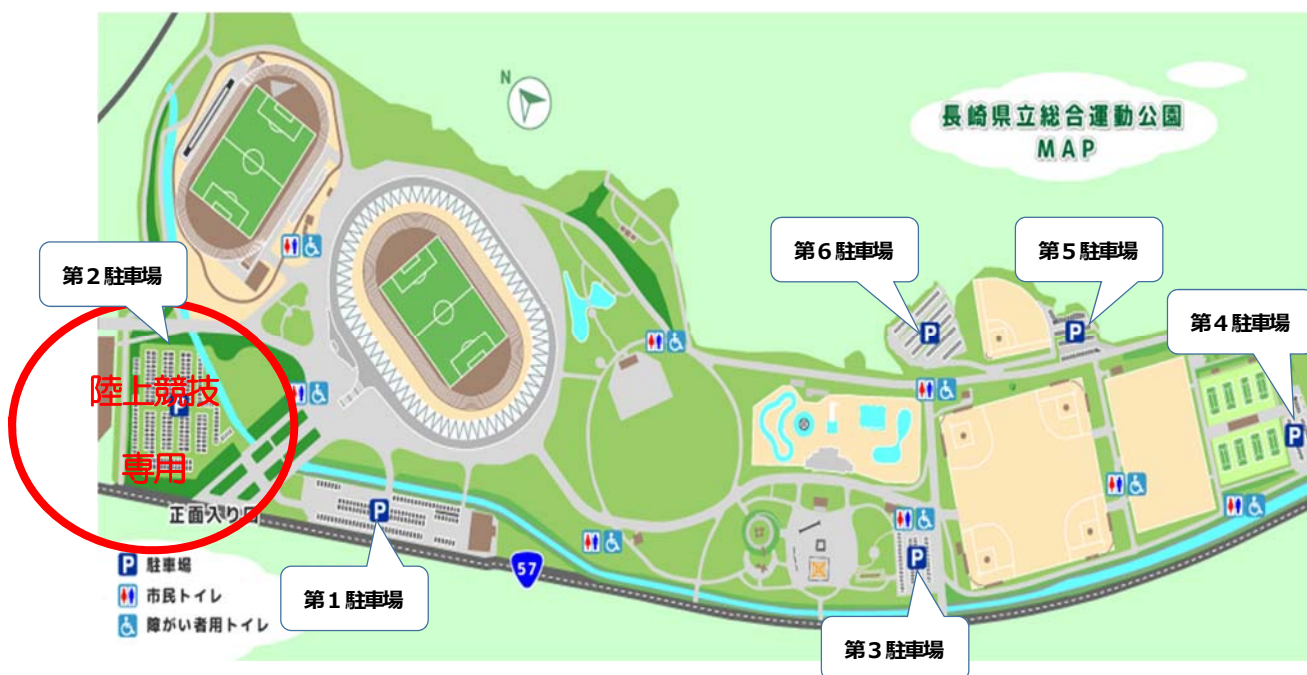 N
長崎県立総合運動公園
MAP
第6駐車場
第5駐車場
第2駐車場
第4駐車場
P
P
P
陸上競技
P
P
専用
正面入り口
P
P
57
P 駐車場
市民トイレ
障がい者用トイレ
第1駐車場
第3駐車場